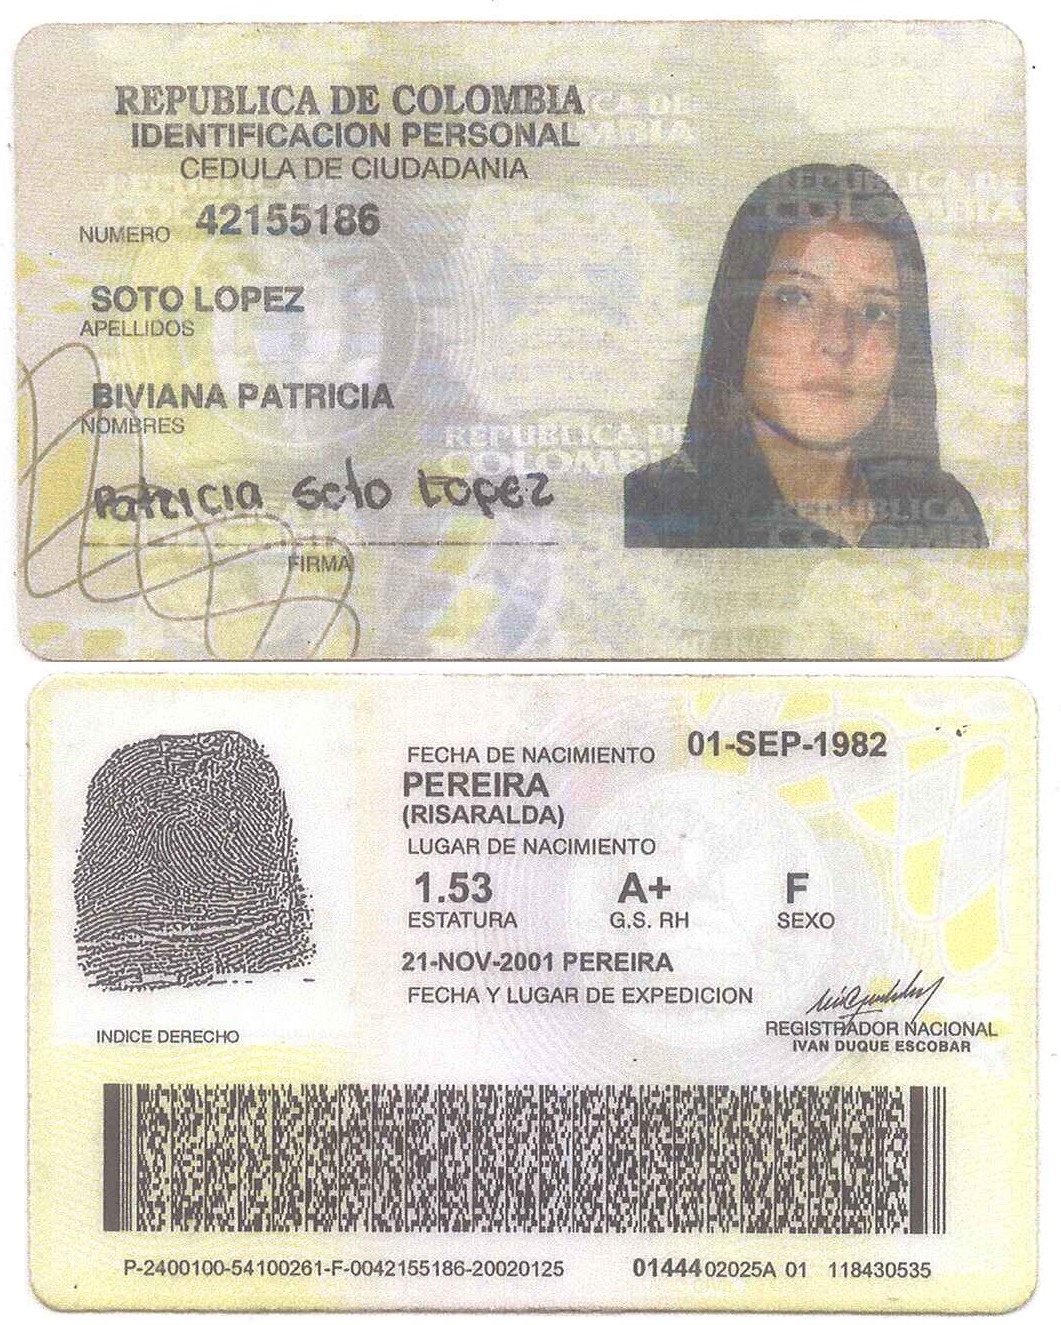 REPUBLICA DE COLOMBIA
IDENTIFICACION PERSONAL
CEDULA DE CIUDADANIA
NUMERO 42155186
SOTO LOPEZ
APELLIDOS
BIVIANA PATRICIA
NOMBRES
Patricia Soto Lopez
FIRMA
REPUBLICA DE
COLOMBIA
FECHA DE NACIMIENTO 01-SEP-1982
PEREIRA
(RISARALDA)
LUGAR DE NACIMIENTO
1.53 A+ F
ESTATURA G.S. RH SEXO
21-NOV-2001 PEREIRA
FECHA Y LUGAR DE EXPEDICION
INDICE DERECHO
REGISTRADOR NACIONAL
IVAN DUQUE ESCOBAR
P-2400100-54100261-F-0042155186-20020125 01444 02025A 01 118430535